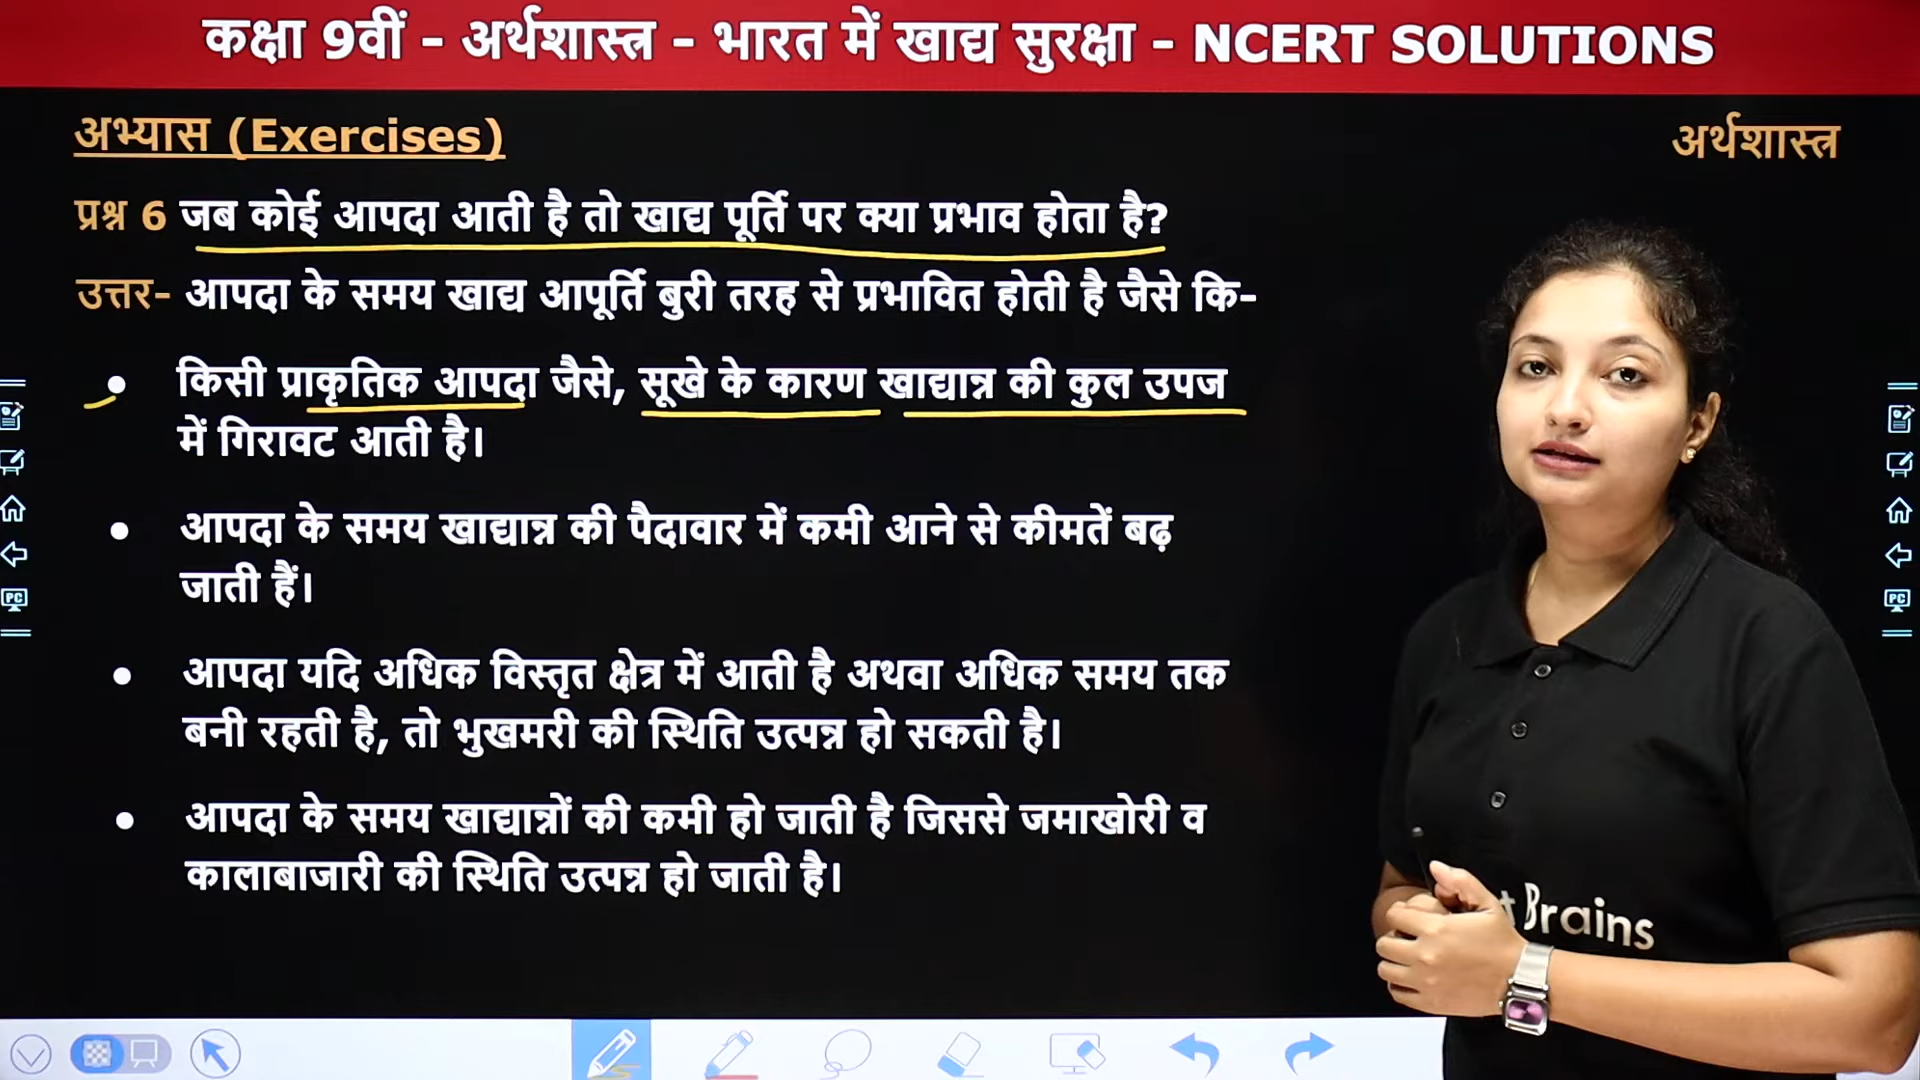 कक्षा 9वीं - अर्थशास्त्र - भारत में खाद्य सुरक्षा - NCERT SOLUTIONS
अभ्यास (Exercises)
अर्थशास्त्र
प्रश्न 6 जब कोई आपदा आती है तो खाद्य पूर्ति पर क्या प्रभाव होता है?
उत्तर- आपदा के समय खाद्य आपूर्ति बुरी तरह से प्रभावित होती है जैसे कि-
• किसी प्राकृतिक आपदा जैसे, सूखे के कारण खाद्यान्न की कुल उपज
में गिरावट आती है।
• आपदा के समय खाद्यान्न की पैदावार में कमी आने से कीमतें बढ़
जाती हैं।
• आपदा यदि अधिक विस्तृत क्षेत्र में आती है अथवा अधिक समय तक
बनी रहती है, तो भुखमरी की स्थिति उत्पन्न हो सकती है।
• आपदा के समय खाद्यान्नों की कमी हो जाती है जिससे जमाखोरी व
कालाबाजारी की स्थिति उत्पन्न हो जाती है।
PC
PC
Brains